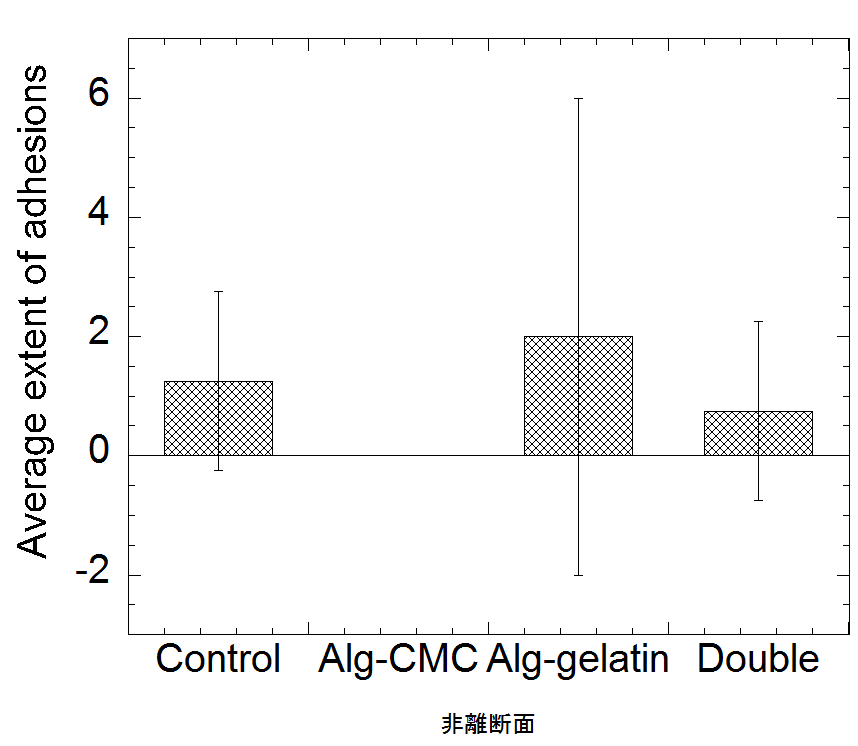 Average extent of adhesions
6
4
2
0
-2
Control Alg-CMC Alg-gelatin Double
非離断面